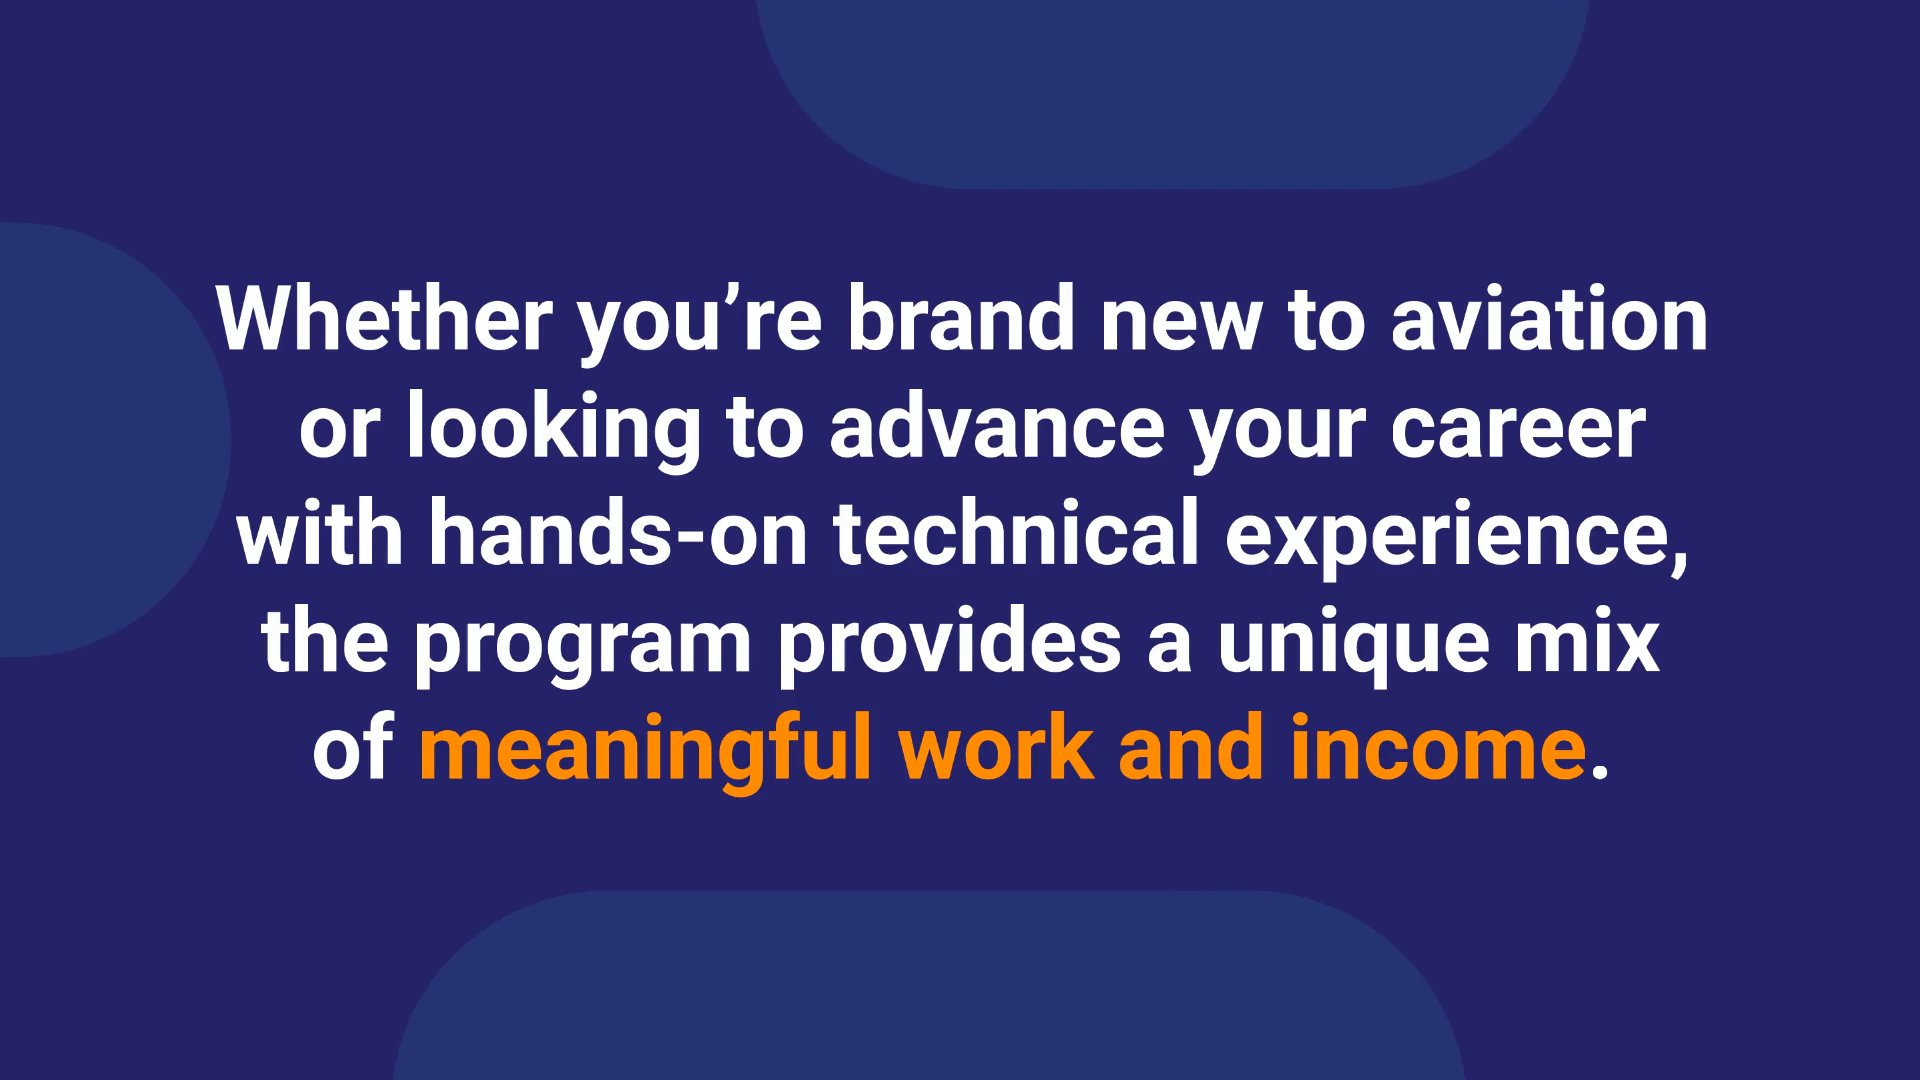 Whether you’re brand new to aviation
or looking to advance your career
with hands-on technical experience,
the program provides a unique mix
of meaningful work and income.